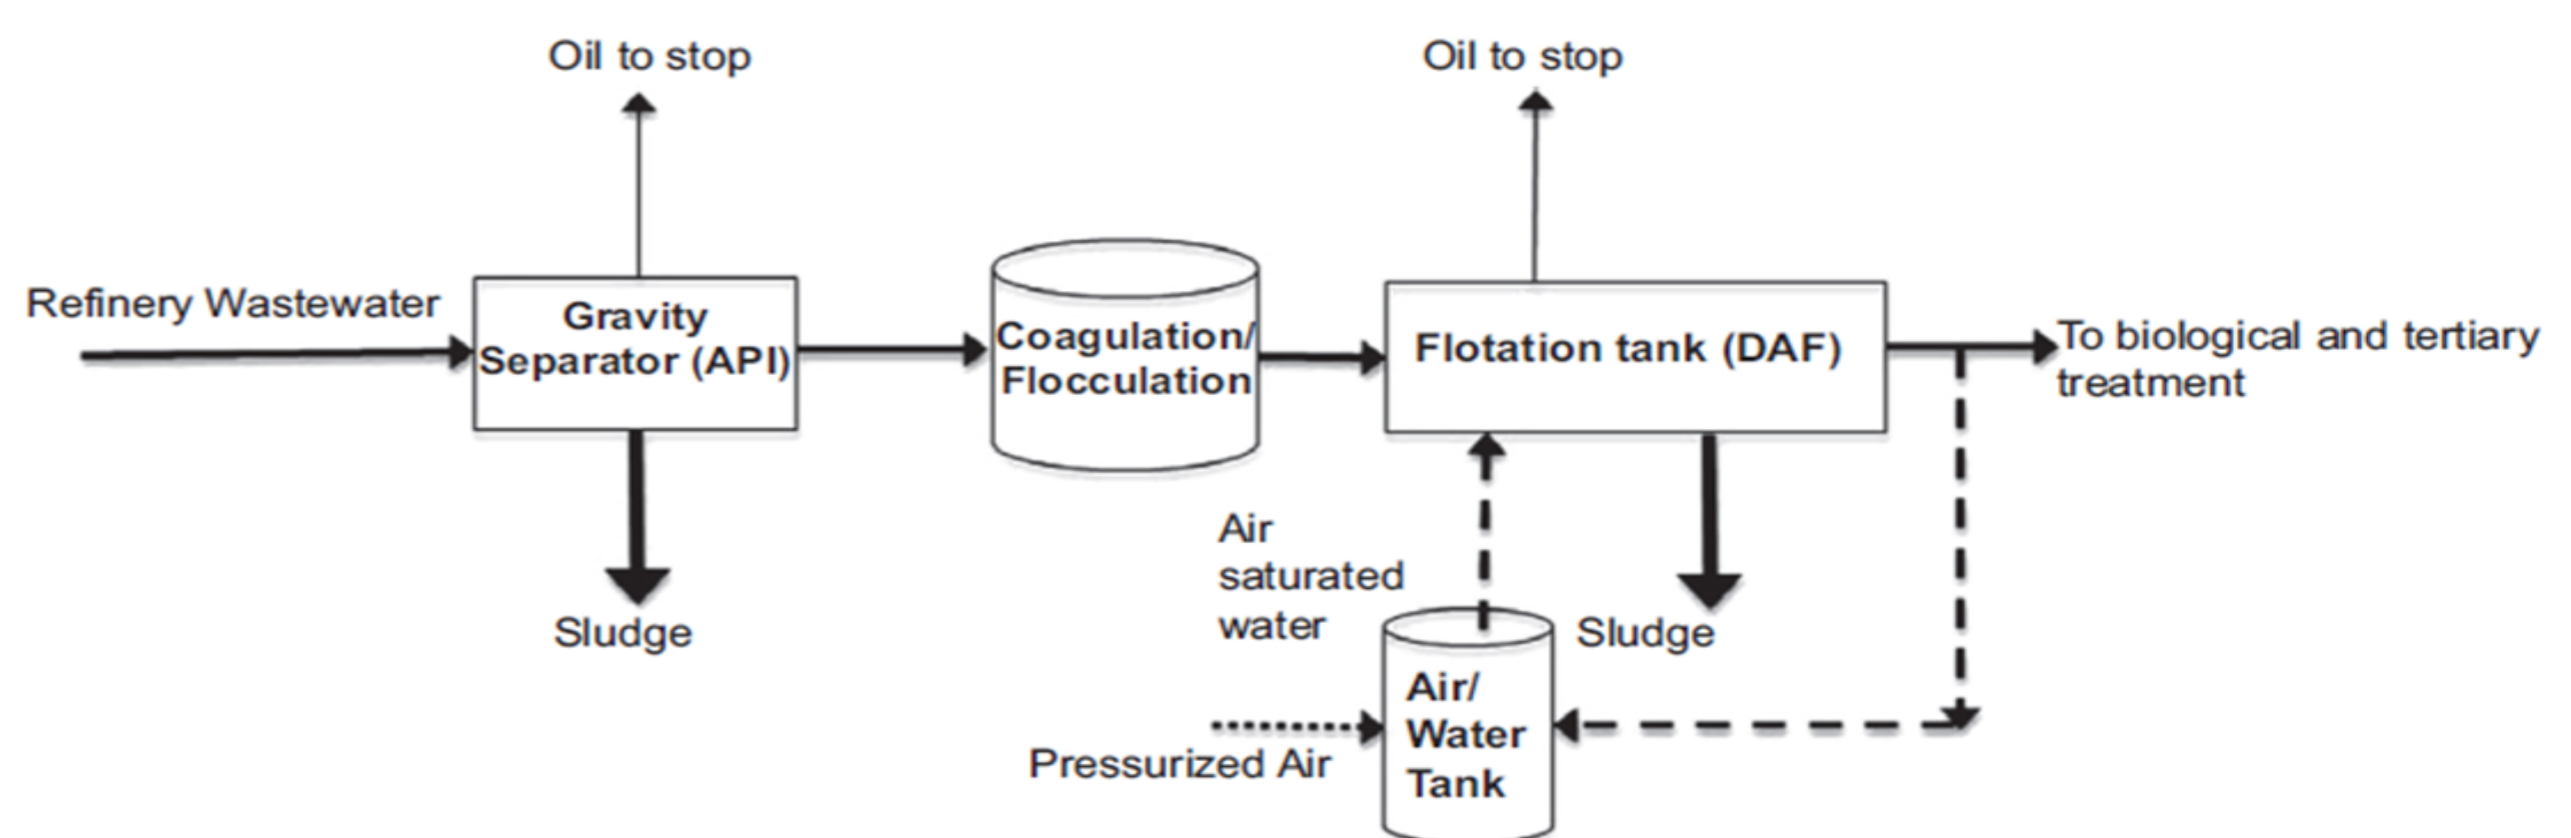 Oil to stop
Oil to stop
Refinery Wastewater
Gravity
Separator (API)
Coagulation/
Flocculation
Flotation tank (DAF)
To biological and tertiary
treatment
Air
saturated
water
Sludge
Sludge
Pressurized Air
Air/
Water
Tank